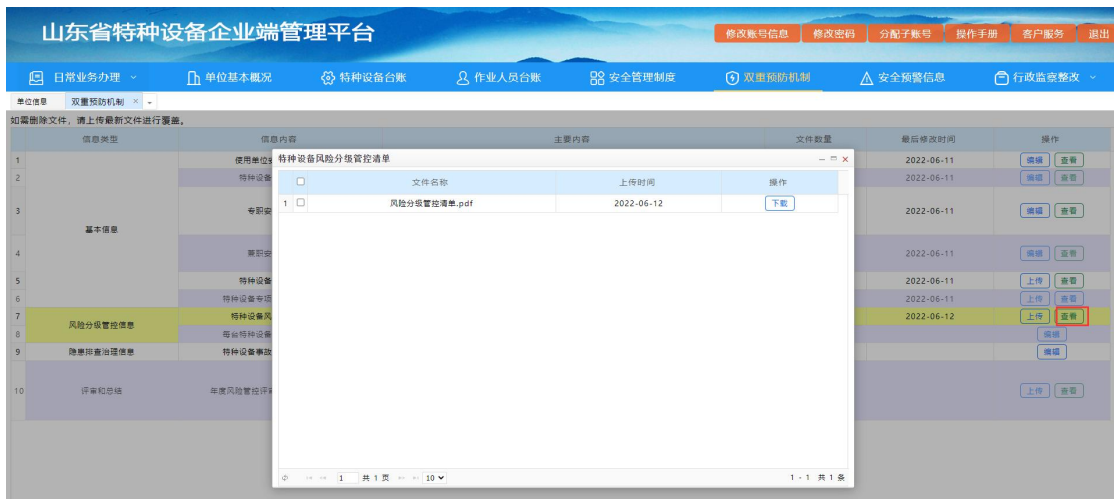 山东省特种设备企业端管理平台
修改账号信息 修改密码 分配子账号 操作手册 客户服务 退出
日常业务办理 单位基本概况 特种设备台账 作业人员台账 安全管理制度 双重预防机制 安全预警信息 行政监察整改
单位信息 双重预防机制 ×
如需删除文件，请上传最新文件进行覆盖。
信息类型 信息内容 主要内容 文件数量 最后修改时间 操作
特种设备风险分级管控清单
文件名称 上传时间 操作
1 风险分级管控清单.pdf 2022-06-12 下载
1 使用单位 2022-06-11 编辑 查看
2 特种设备 2022-06-11 编辑 查看
3 基本信息 专职安 2022-06-11 编辑 查看
4 兼职安 2022-06-11 编辑 查看
5 特种设备 2022-06-11 上传 查看
6 特种设备专项 2022-06-11 上传 查看
7 风险分级管控信息 特种设备风 2022-06-12 上传 查看
8 每台特种设备 编辑
9 隐患排查治理信息 特种设备事故 编辑
10 评审和总结 年度风险管控评审 上传 查看
1 共 1 页 10 1 - 1 共 1 条